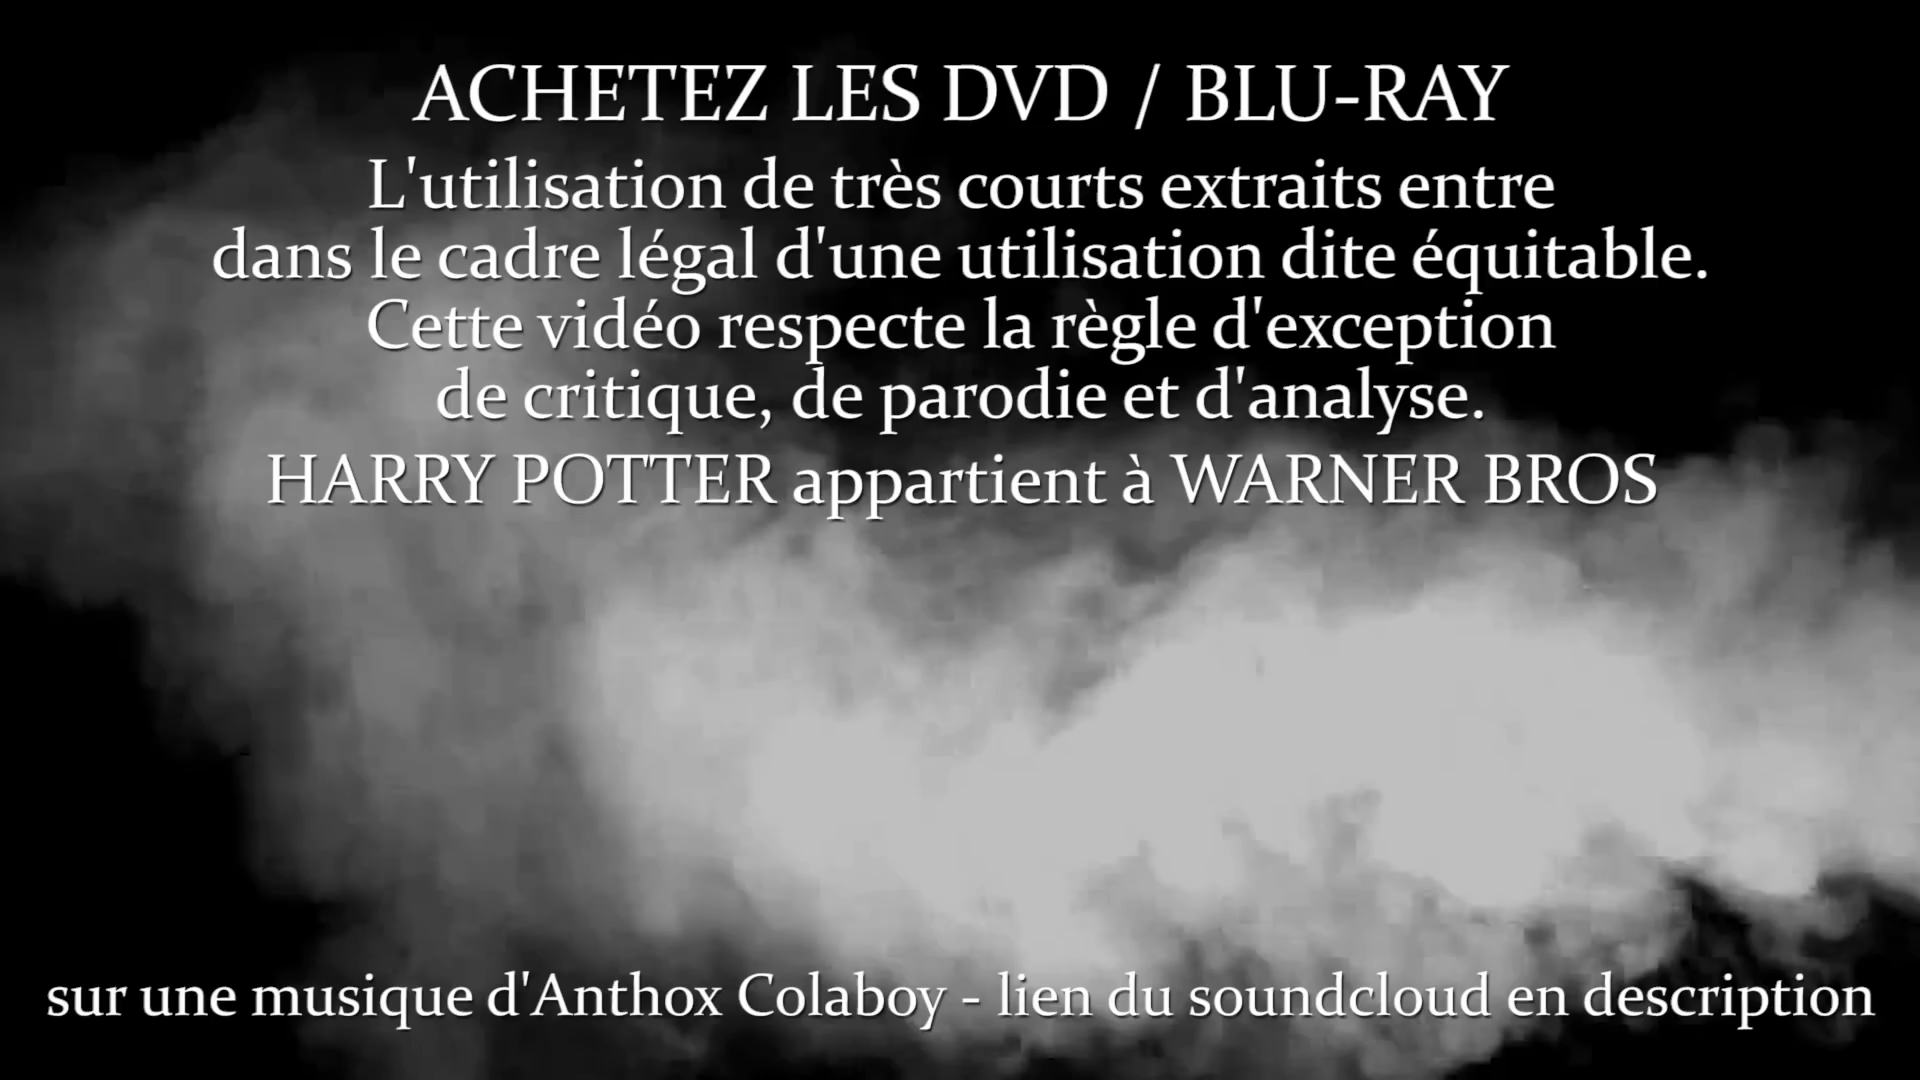 ACHETEZ LES DVD / BLU-RAY
L'utilisation de très courts extraits entre
dans le cadre légal d'une utilisation dite équitable.
Cette vidéo respecte la règle d'exception
de critique, de parodie et d'analyse.
HARRY POTTER appartient à WARNER BROS
sur une musique d'Anthox Colaboy - lien du soundcloud en description